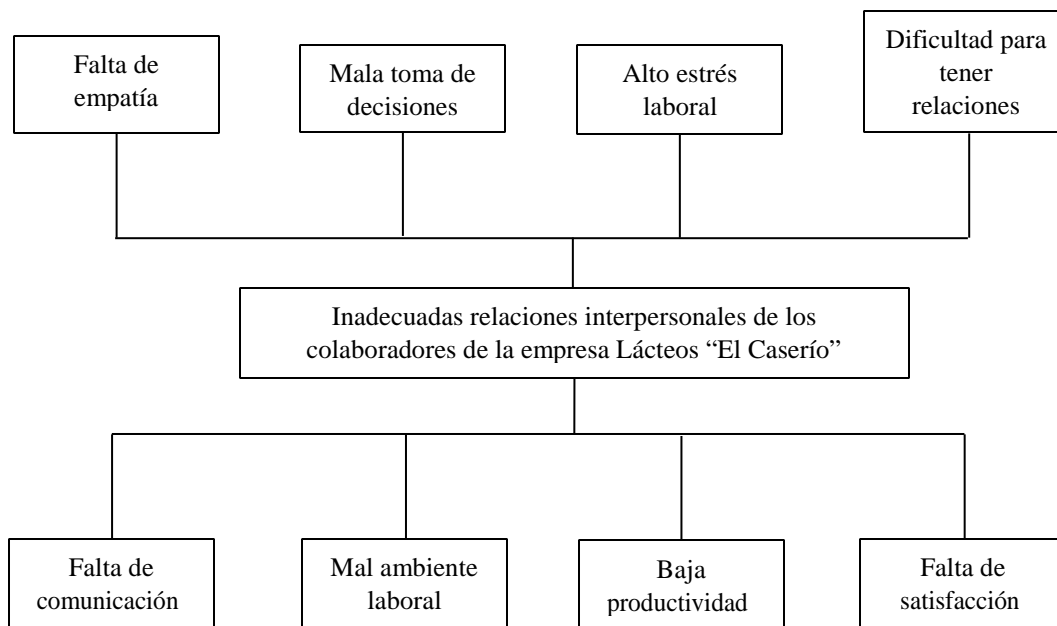 Falta de
empatía
Mala toma de
decisiones
Alto estrés
laboral
Dificultad para
tener
relaciones
Inadecuadas relaciones interpersonales de los
colaboradores de la empresa Lácteos “El Caserío”
Falta de
comunicación
Mal ambiente
laboral
Baja
productividad
Falta de
satisfacción